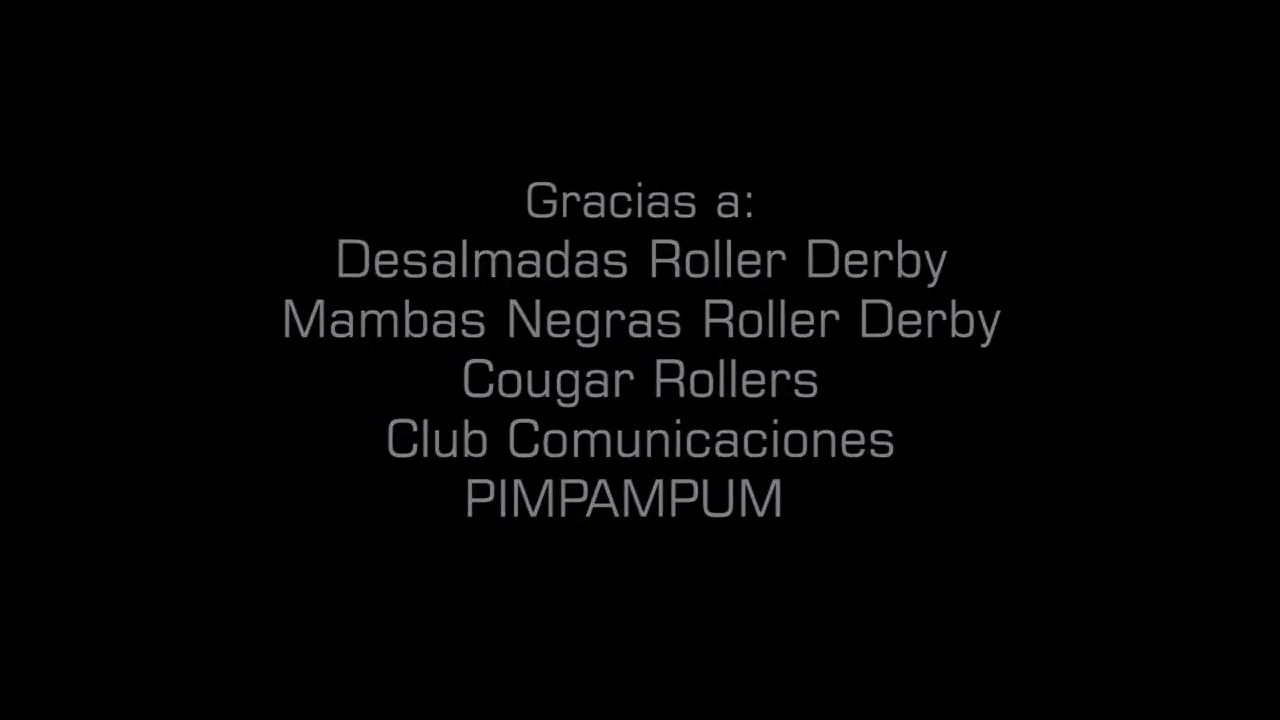 Gracias a:
Desalmadas Roller Derby
Mambas Negras Roller Derby
Cougar Rollers
Club Comunicaciones
PIMPAMPUM